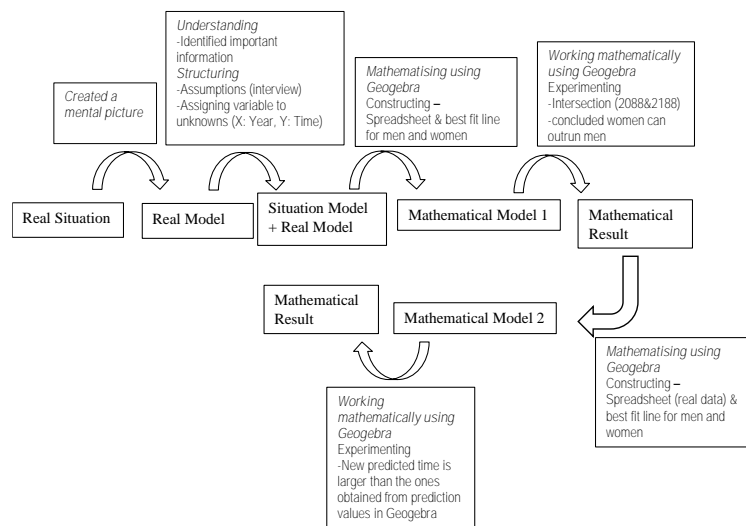 Created a
mental picture
Understanding
-Identified important
information
Structuring
-Assumptions (interview)
-Assigning variable to
unknowns (X: Year, Y: Time)
Mathematising using
Geogebra
Constructing –
Spreadsheet & best fit line
for men and women
Working mathematically
using Geogebra
Experimenting
-Intersection (2088&2188)
-concluded women can
outrun men
Real Situation
Real Model
Situation Model
+ Real Model
Mathematical Model 1
Mathematical
Result
Mathematical
Result
Mathematical Model 2
Mathematising using
Geogebra
Constructing –
Spreadsheet (real data) &
best fit line for men and
women
Working
mathematically using
Geogebra
Experimenting
-New predicted time is
larger than the ones
obtained from prediction
values in Geogebra